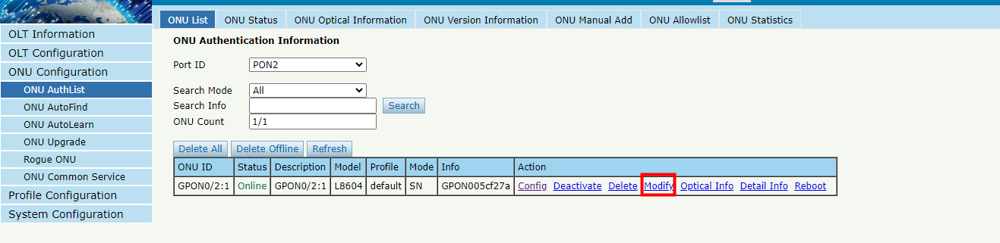 ONU List ONU Status ONU Optical Information ONU Version Information ONU Manual Add ONU Allowlist ONU Statistics
OLT Information
OLT Configuration
ONU Configuration
ONU AuthList
ONU AutoFind
ONU AutoLearn
ONU Upgrade
Rogue ONU
ONU Common Service
Profile Configuration
System Configuration
ONU Authentication Information
Port ID PON2
Search Mode All
Search Info Search
ONU Count 1/1
Delete All Delete Offline Refresh
ONU ID Status Description Model Profile Mode Info Action
GPON0/2:1 Online GPON0/2:1 L8604 default SN GPON005cf27a Config Deactivate Delete Modify Optical Info Detail Info Reboot